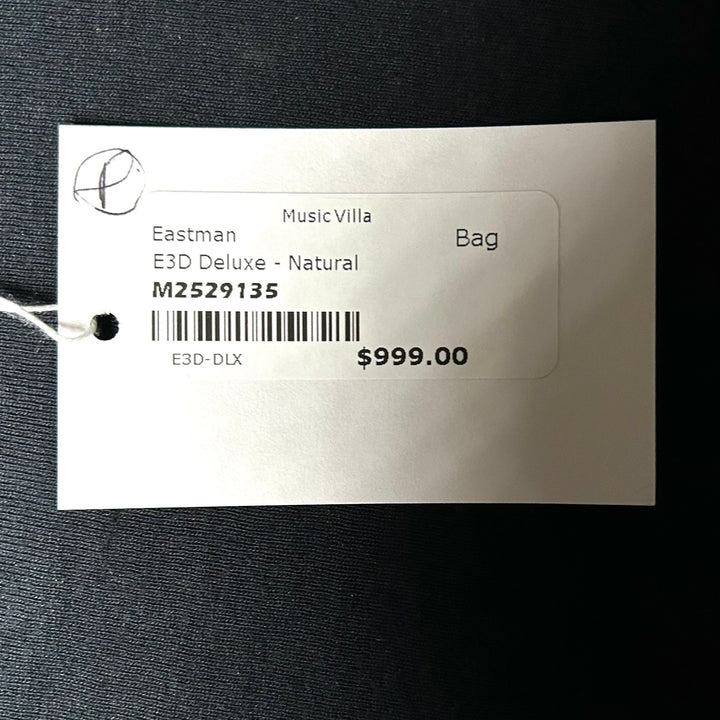 P
Music Villa
Eastman Bag
E3D Deluxe - Natural
M2529135
E3D-DLX $999.00